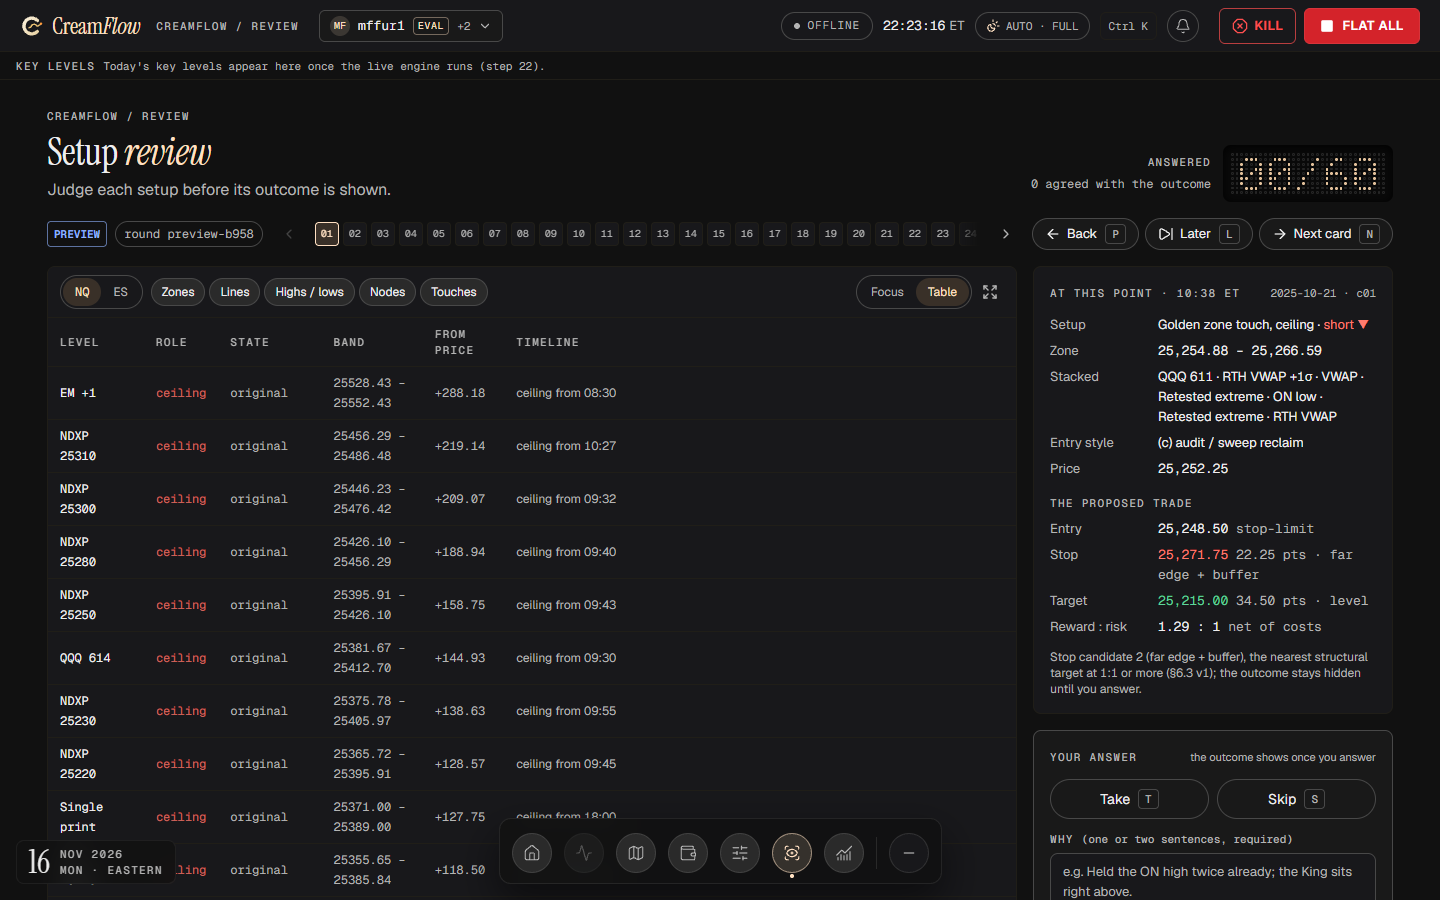 CreamFlow CREAMFLOW / REVIEW MF mffur1 EVAL +2 OFFLINE 22:23:16 ET AUTO · FULL Ctrl K KILL FLAT ALL
KEY LEVELS Today's key levels appear here once the live engine runs (step 22).
CREAMFLOW / REVIEW
Setup review
Judge each setup before its outcome is shown.
ANSWERED
0 agreed with the outcome
00/60
PREVIEW round preview-b958 01 02 03 04 05 06 07 08 09 10 11 12 13 14 15 16 17 18 19 20 21 22 23 24
Back P Later L Next card N
NQ ES Zones Lines Highs / lows Nodes Touches Focus Table
LEVEL ROLE STATE BAND FROM PRICE TIMELINE
EM +1 ceiling original 25528.43 – 25552.43 +288.18 ceiling from 08:30
NDXP 25310 ceiling original 25456.29 – 25486.48 +219.14 ceiling from 10:27
NDXP 25300 ceiling original 25446.23 – 25476.42 +209.07 ceiling from 09:32
NDXP 25280 ceiling original 25426.10 – 25456.29 +188.94 ceiling from 09:40
NDXP 25250 ceiling original 25395.91 – 25426.10 +158.75 ceiling from 09:43
QQQ 614 ceiling original 25381.67 – 25412.70 +144.93 ceiling from 09:30
NDXP 25230 ceiling original 25375.78 – 25405.97 +138.63 ceiling from 09:55
NDXP 25220 ceiling original 25365.72 – 25395.91 +128.57 ceiling from 09:45
Single print ceiling original 25371.00 – 25389.00 +127.75 ceiling from 18:00
original 25355.65 – 25385.84 +118.50
16 NOV 2026
MON · EASTERN
AT THIS POINT · 10:38 ET 2025-10-21 · c01
Setup Golden zone touch, ceiling · short ▼
Zone 25,254.88 – 25,266.59
Stacked QQQ 611 · RTH VWAP +1σ · VWAP ·
Retested extreme · ON low ·
Retested extreme · RTH VWAP
Entry style (c) audit / sweep reclaim
Price 25,252.25
THE PROPOSED TRADE
Entry 25,248.50 stop-limit
Stop 25,271.75 22.25 pts · far
edge + buffer
Target 25,215.00 34.50 pts · level
Reward : risk 1.29 : 1 net of costs
Stop candidate 2 (far edge + buffer), the nearest structural
target at 1:1 or more (§6.3 v1); the outcome stays hidden
until you answer.
YOUR ANSWER the outcome shows once you answer
Take T Skip S
WHY (one or two sentences, required)
e.g. Held the ON high twice already; the King sits
right above.